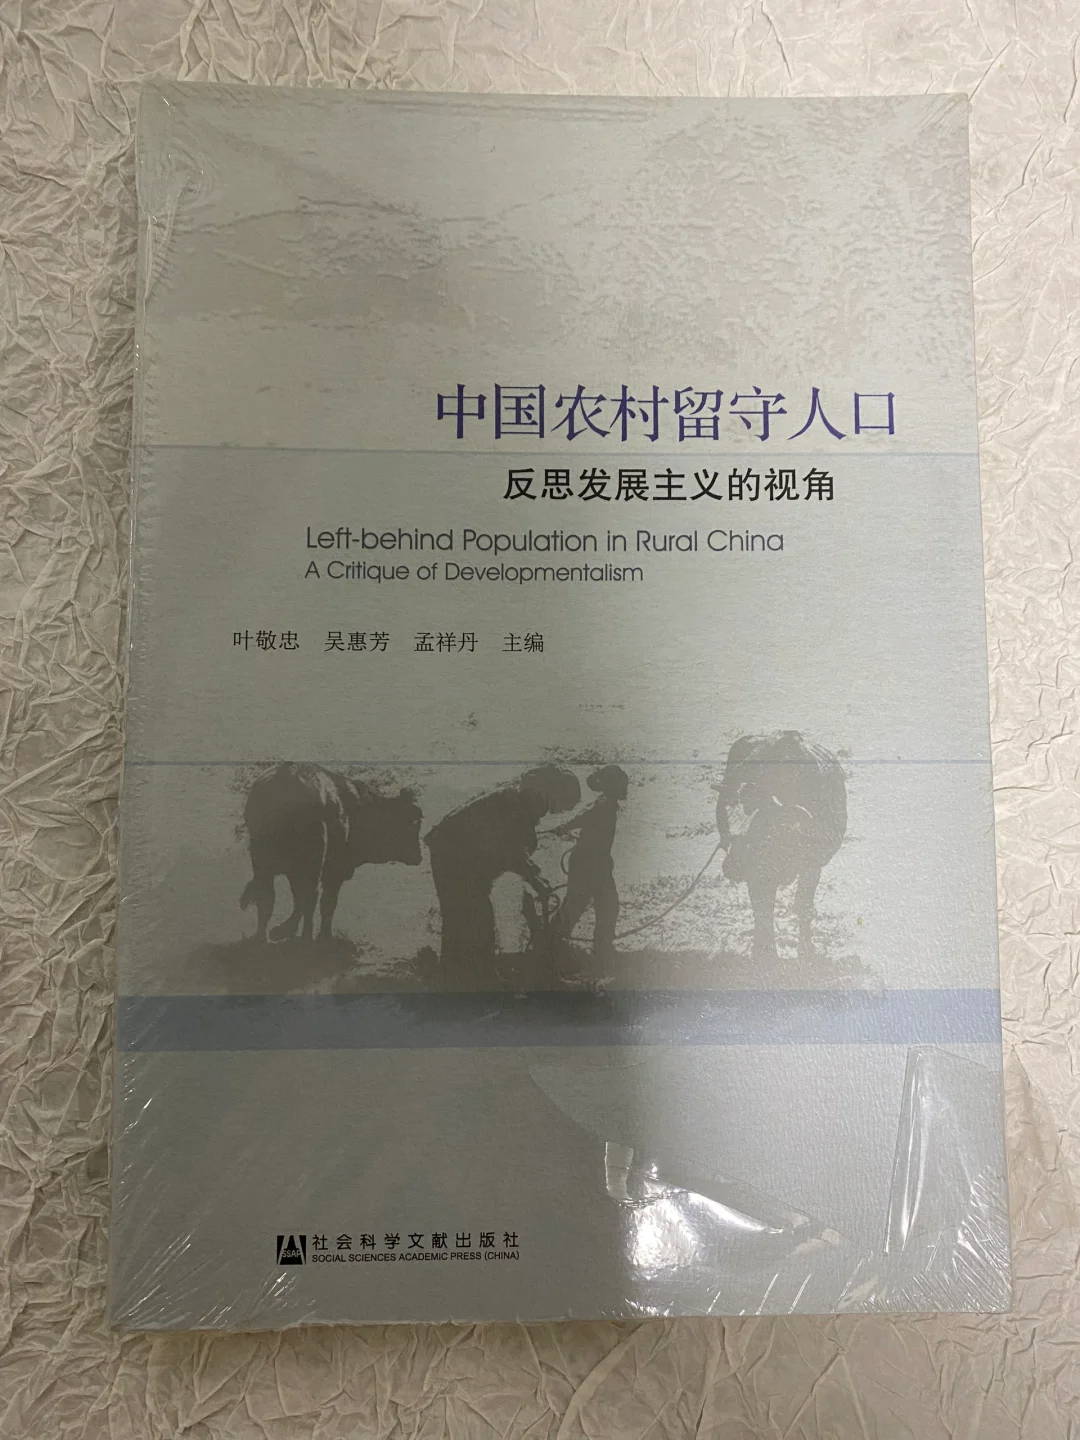 中国农村留守人口
反思发展主义的视角
Left-behind Population in Rural China
A Critique of Developmentalism
叶敬忠 吴惠芳 孟祥丹 主编
SSAP
社会科学文献出版社
SOCIAL SCIENCES ACADEMIC PRESS (CHINA)